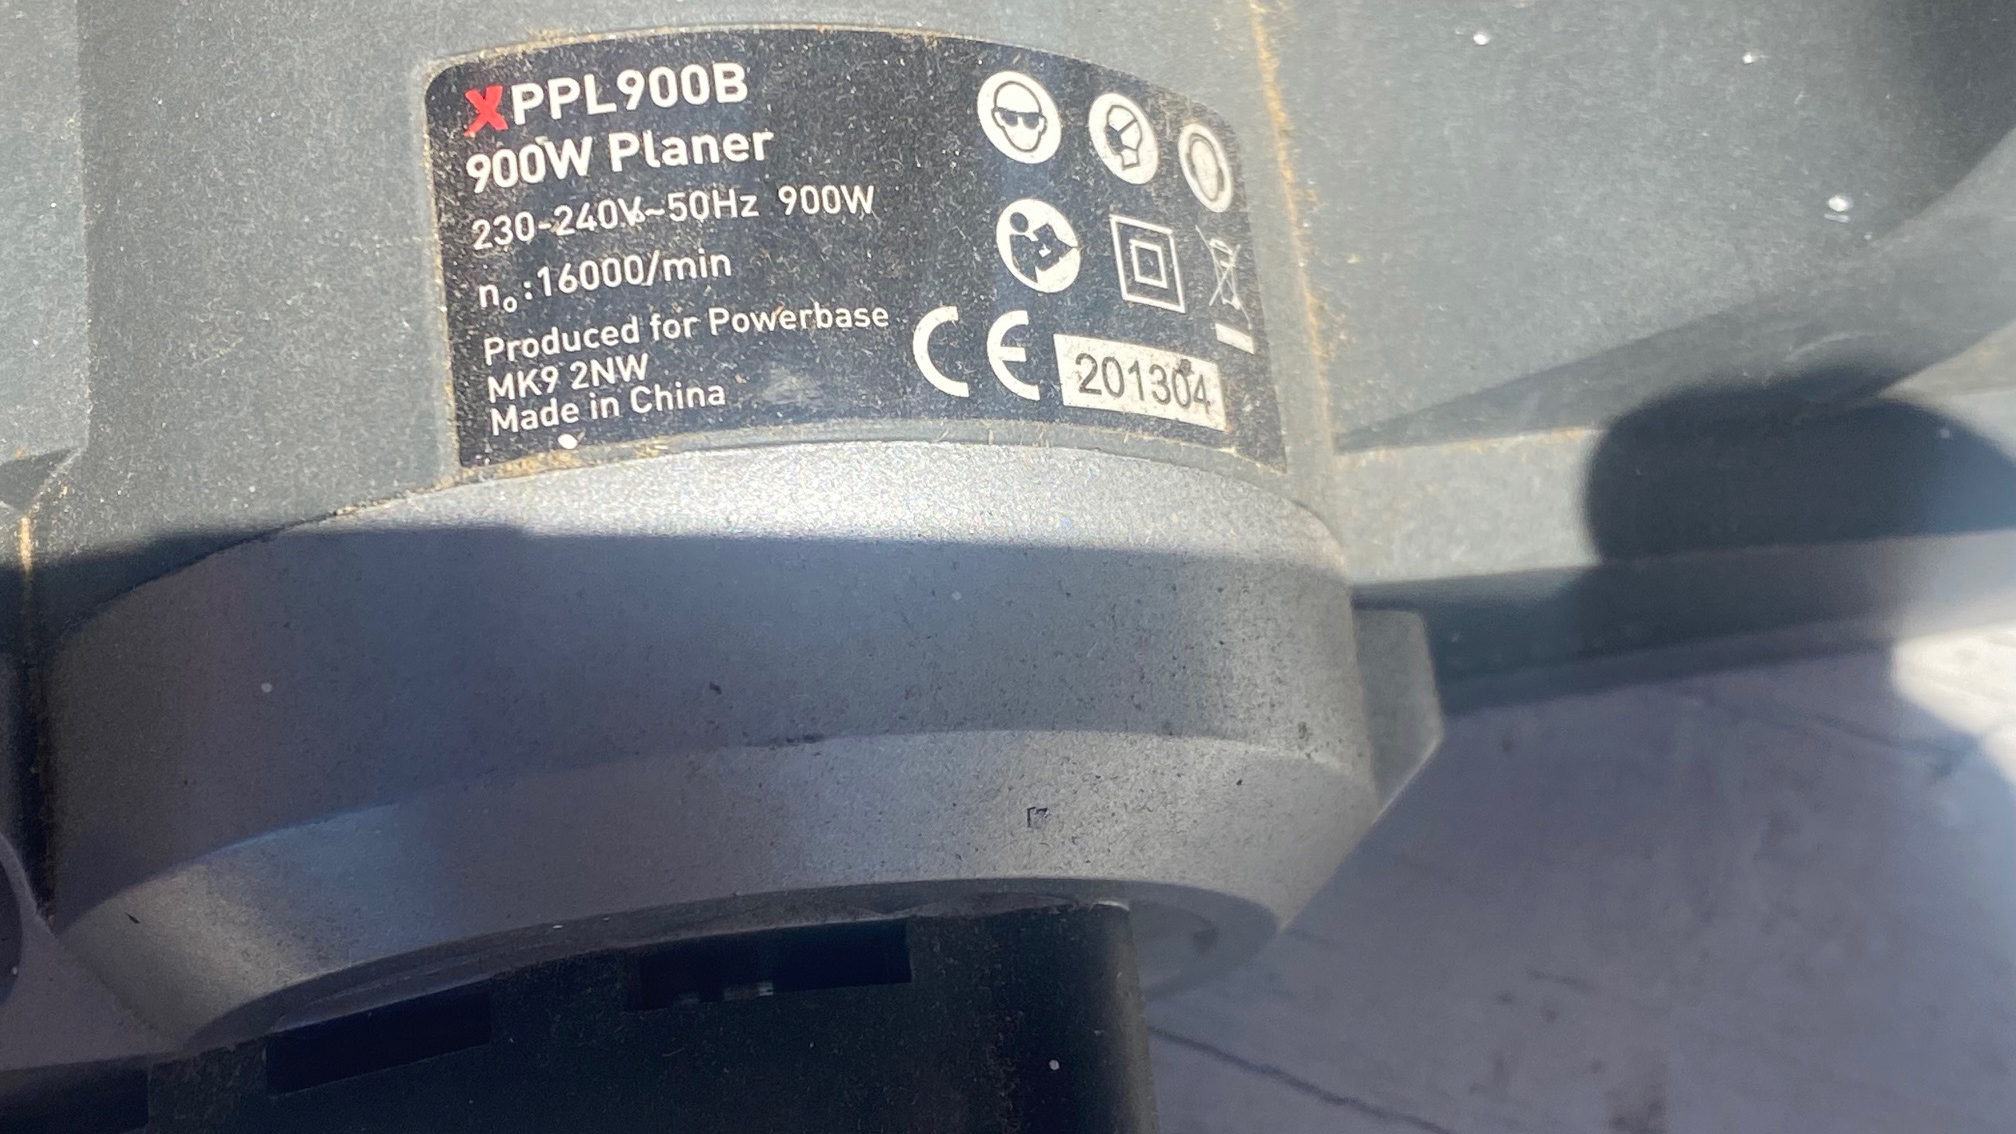 XPPL900B
900W Planer
230-240V~50Hz 900W
n₀:16000/min
Produced for Powerbase
MK9 2NW
Made in China
CE
201304